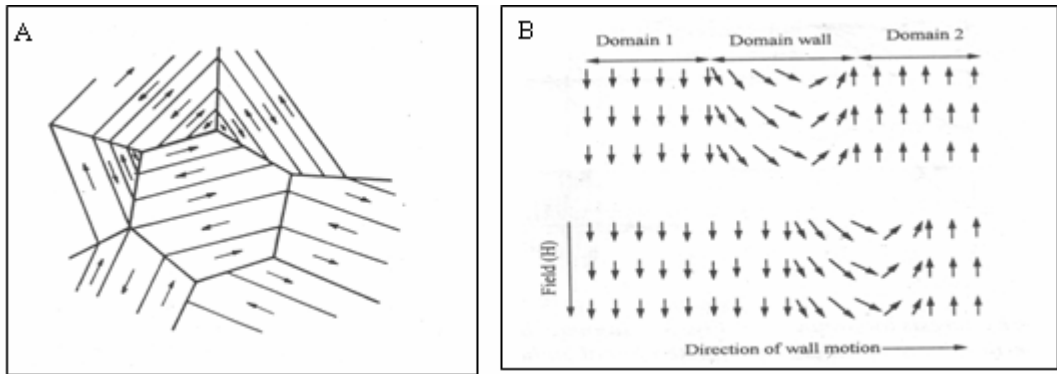 A
B
Domain 1 Domain wall Domain 2
Field (H)
Direction of wall motion